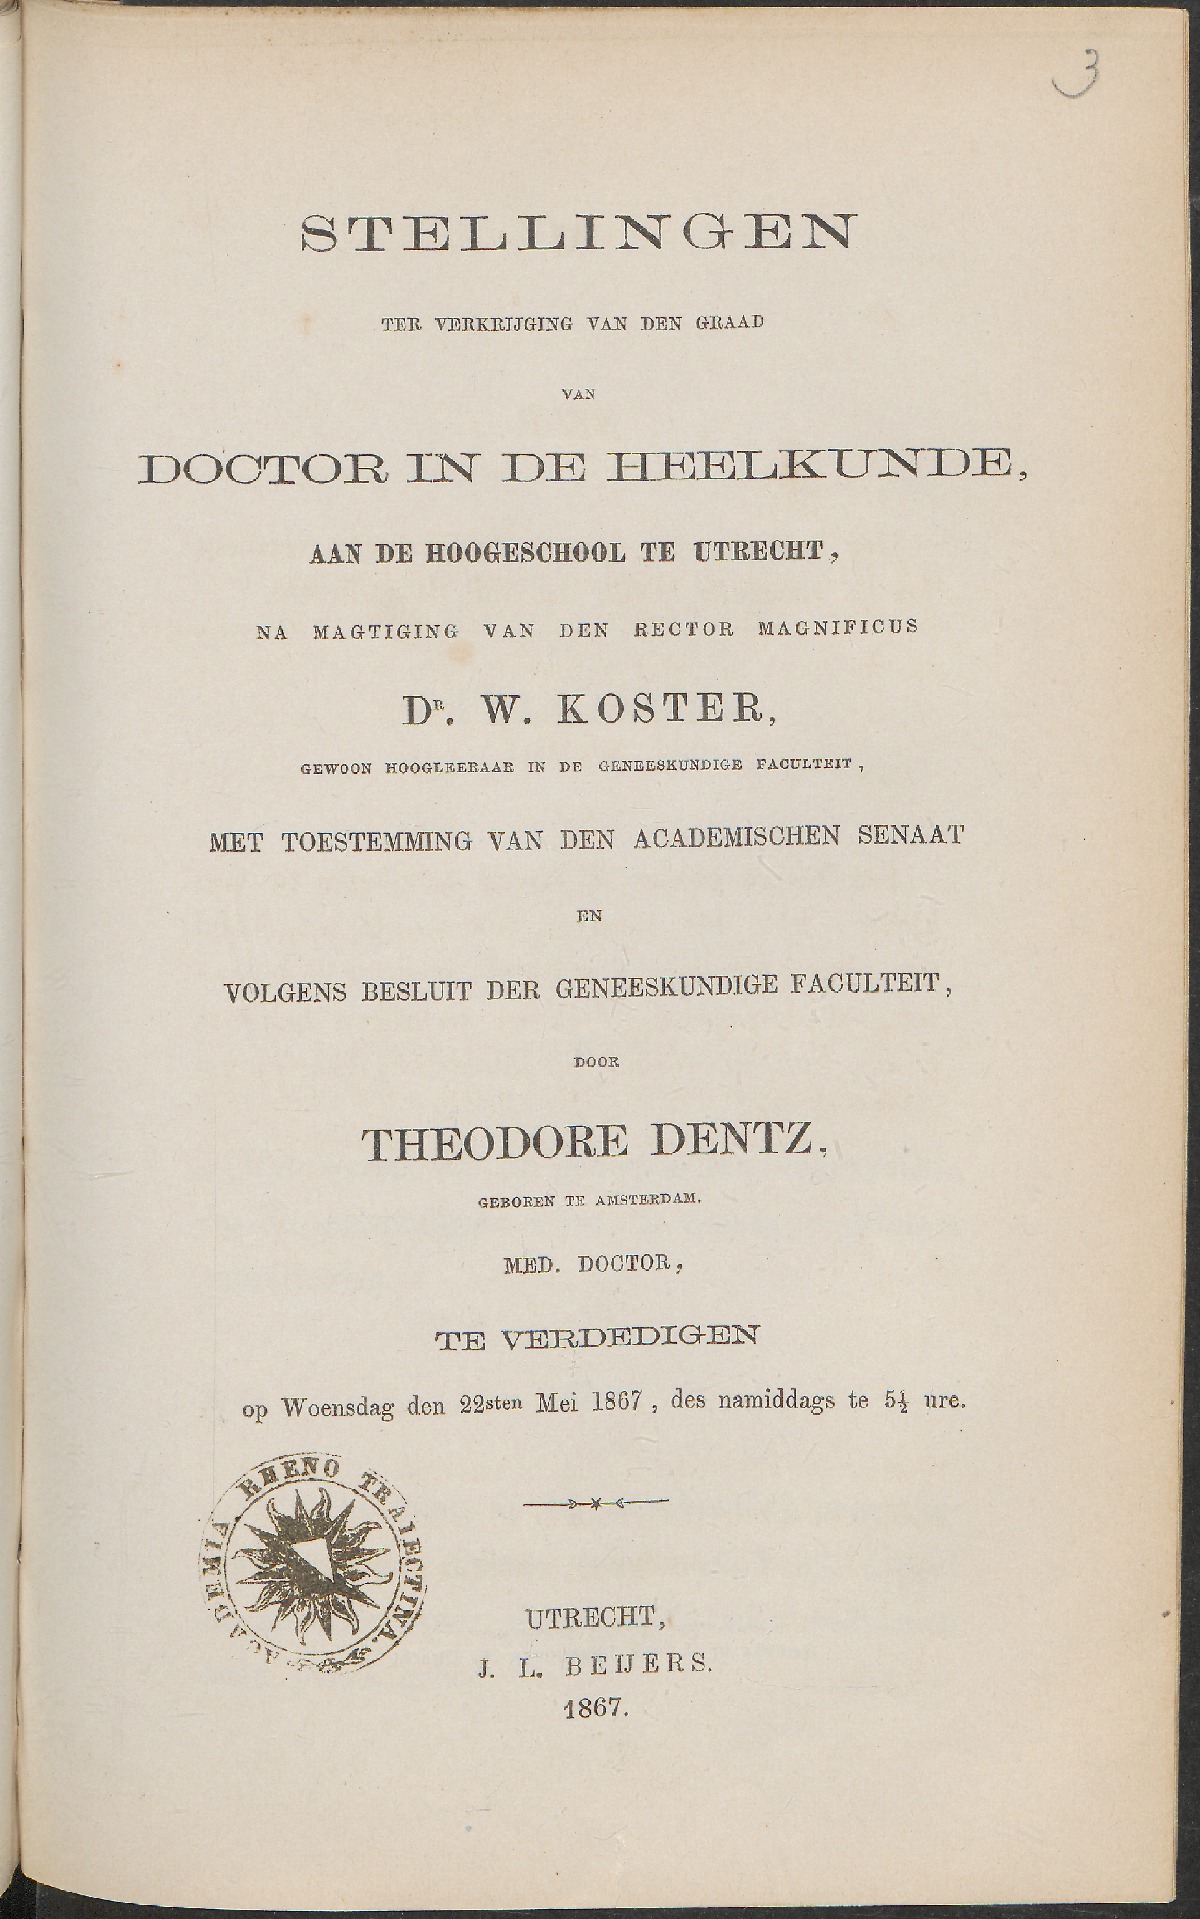 3
STELLINGEN
TER VERKRIJGING VAN DEN GRAAD
VAN
DOCTOR IN DE HEELKUNDE,
AAN DE HOOGESCHOOL TE UTRECHT,
NA MAGTIGING VAN DEN RECTOR MAGNIFICUS
DR. W. KOSTER,
GEWOON HOOGLEERAAR IN DE GENEESKUNDIGE FACULTEIT,
MET TOESTEMMING VAN DEN ACADEMISCHEN SENAAT
EN
VOLGENS BESLUIT DER GENEESKUNDIGE FACULTEIT,
DOOR
THEODORE DENTZ,
GEBOREN TE AMSTERDAM.
MED. DOCTOR,
TE VERDEDIGEN
op Woensdag den 22sten Mei 1867, des namiddags te 5½ ure.
ACADEMIA RHENO TRAIECTINA.
UTRECHT,
J. L. BEIJERS.
1867.